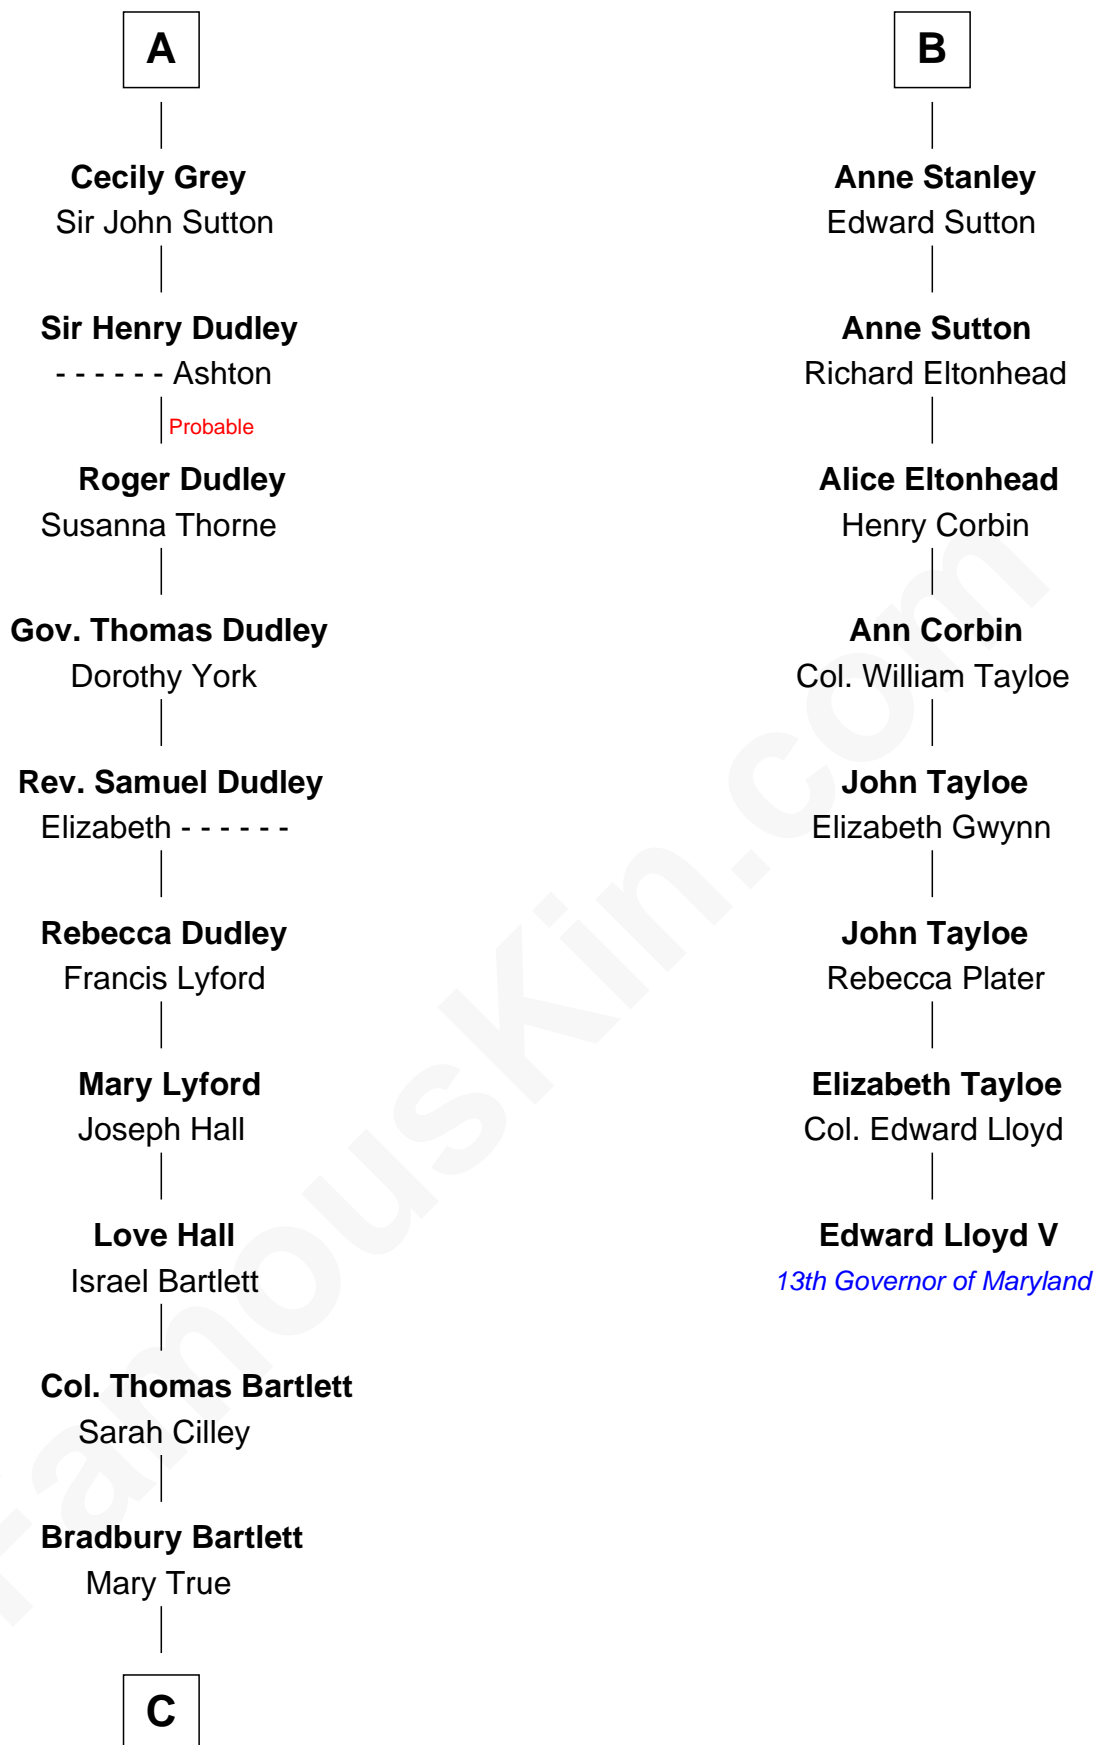 A
Cecily Grey
Sir John Sutton
Sir Henry Dudley
- - - - - - Ashton
Probable
Roger Dudley
Susanna Thorne
Gov. Thomas Dudley
Dorothy York
Rev. Samuel Dudley
Elizabeth - - - - - -
Rebecca Dudley
Francis Lyford
Mary Lyford
Joseph Hall
Love Hall
Israel Bartlett
Col. Thomas Bartlett
Sarah Cilley
Bradbury Bartlett
Mary True
C
B
Anne Stanley
Edward Sutton
Anne Sutton
Richard Eltonhead
Alice Eltonhead
Henry Corbin
Ann Corbin
Col. William Tayloe
John Tayloe
Elizabeth Gwynn
John Tayloe
Rebecca Plater
Elizabeth Tayloe
Col. Edward Lloyd
Edward Lloyd V
13th Governor of Maryland
FamousKin.com